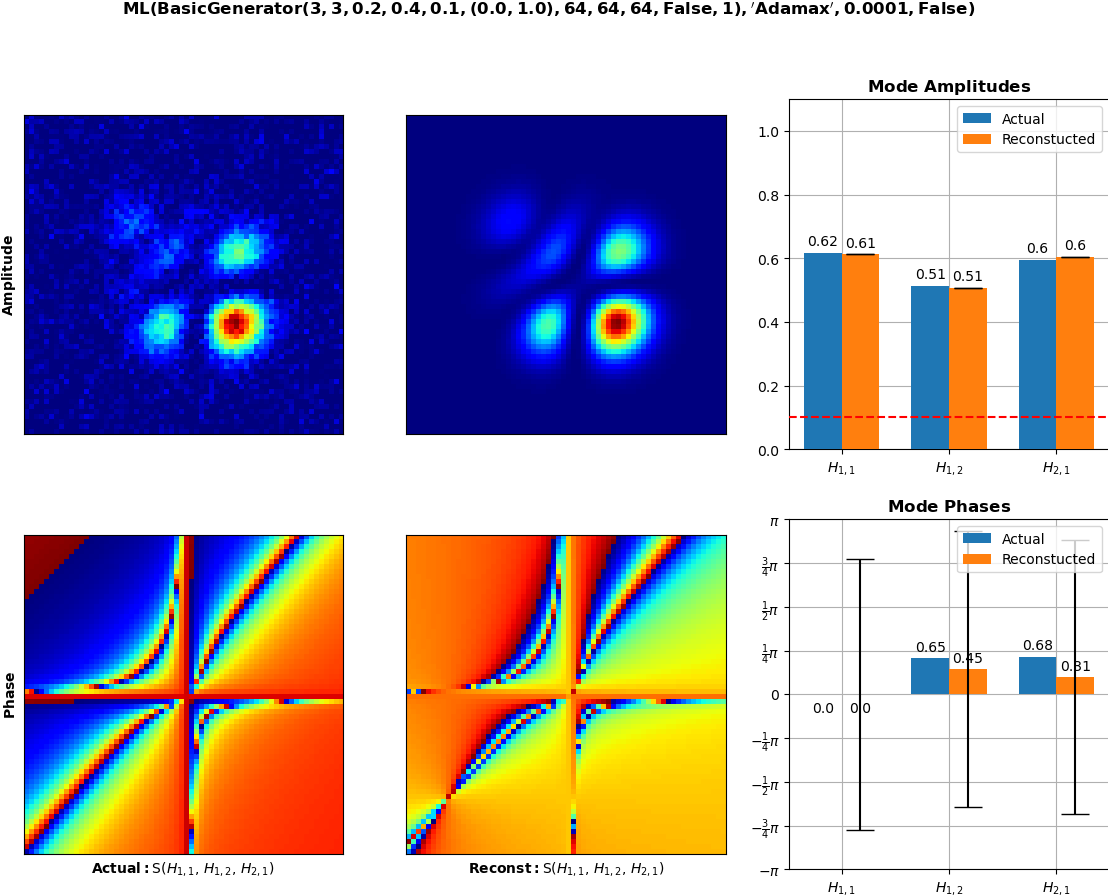 ML(BasicGenerator(3, 3, 0.2, 0.4, 0.1, (0.0, 1.0), 64, 64, 64, False, 1), ′Adamax′, 0.0001, False)
Mode Amplitudes
Actual
Reconstucted
1.0
0.8
0.6
0.4
0.2
0.0
0.62 0.61
0.51 0.51
0.6 0.6
H₁,₁ H₁,₂ H₂,₁
Amplitude
Mode Phases
Actual
Reconstucted
π
¾π
½π
¼π
0
−¼π
−½π
−¾π
−π
0.0 0.0
0.65 0.45
0.68 0.31
H₁,₁ H₁,₂ H₂,₁
Phase
Actual: S(H₁,₁, H₁,₂, H₂,₁)
Reconst: S(H₁,₁, H₁,₂, H₂,₁)